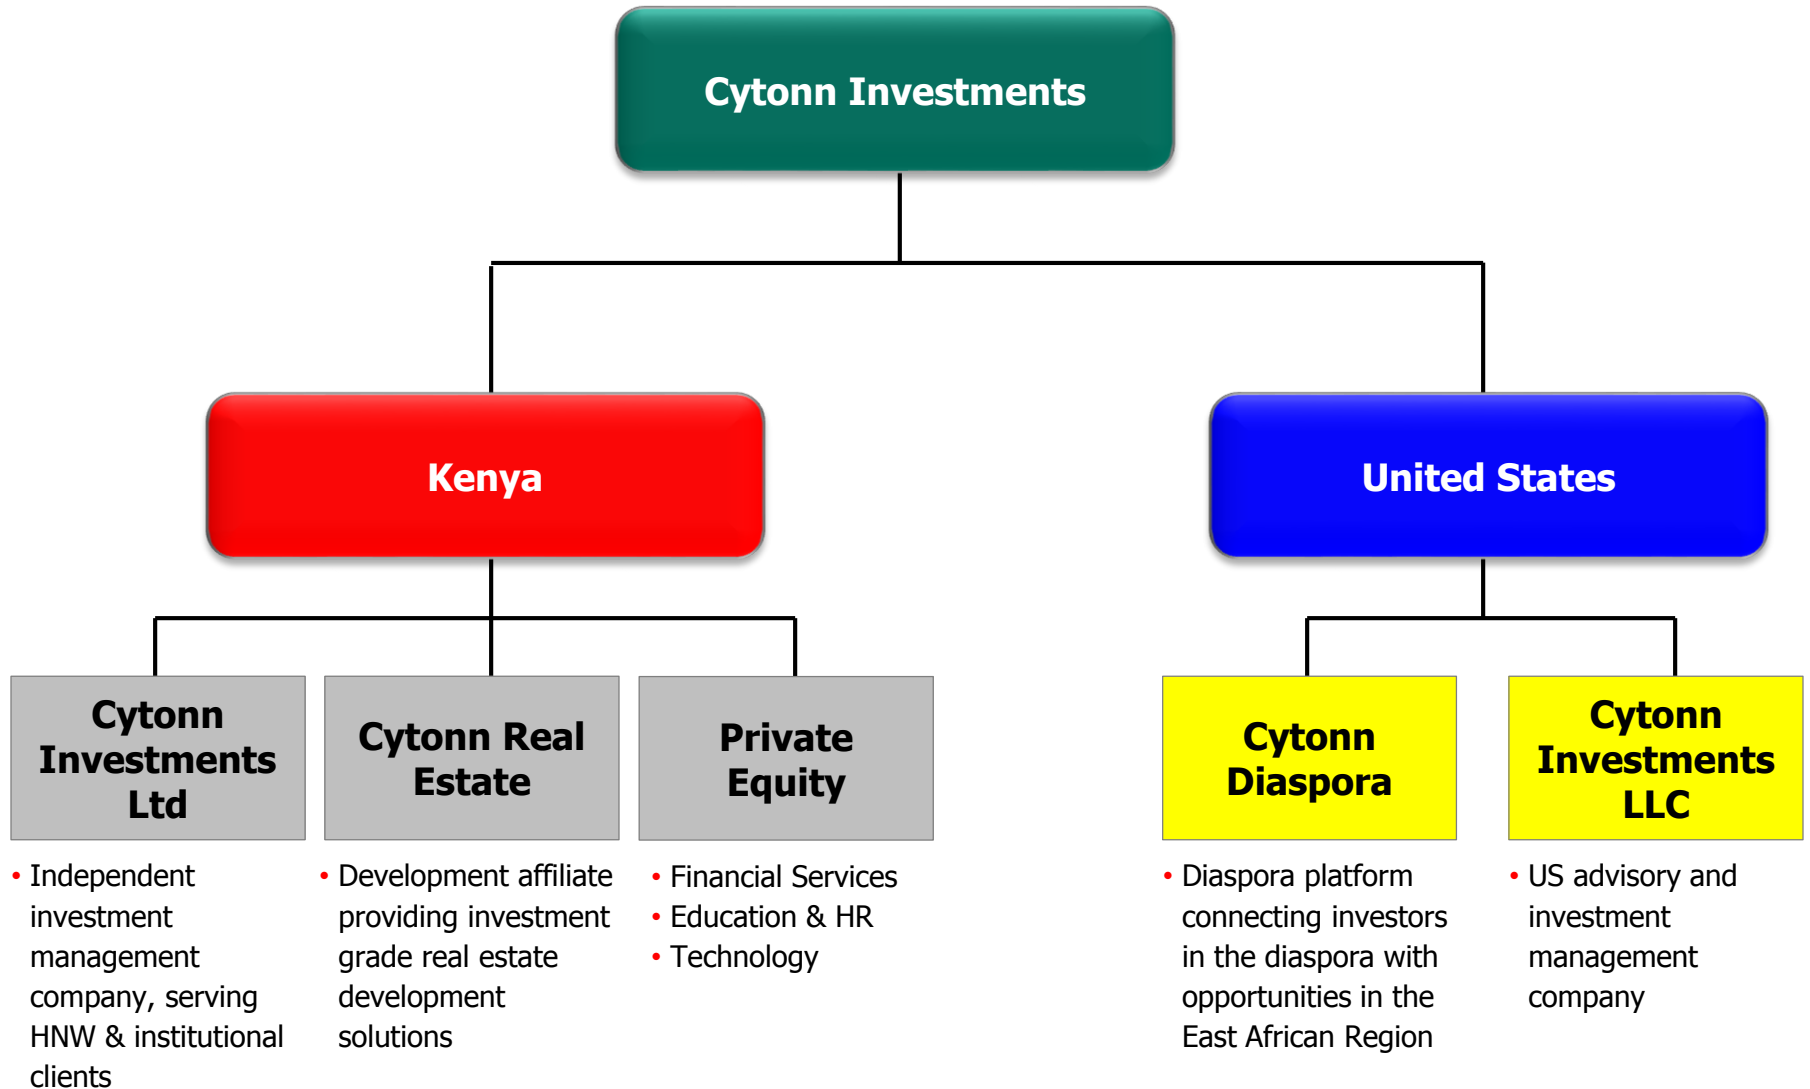 Cytonn Investments
Kenya
United States
Cytonn
Investments
Ltd
Cytonn Real
Estate
Private
Equity
Cytonn
Diaspora
Cytonn
Investments
LLC
• Independent
investment
management
company, serving
HNW & institutional
clients
• Development affiliate
providing investment
grade real estate
development
solutions
• Financial Services
• Education & HR
• Technology
• Diaspora platform
connecting investors
in the diaspora with
opportunities in the
East African Region
• US advisory and
investment
management
company